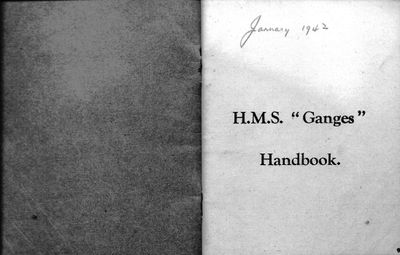 January 1942
H.M.S. "Ganges"
Handbook.